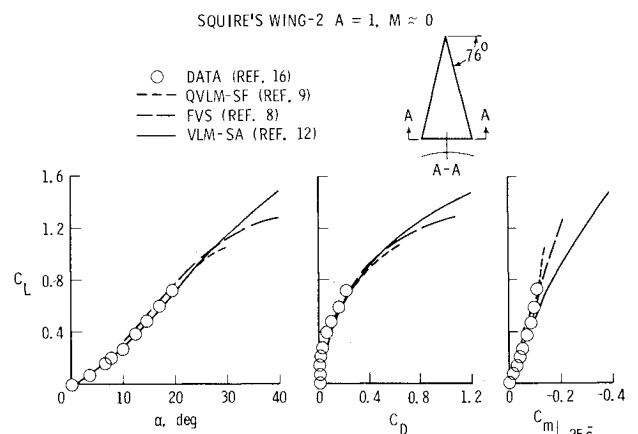 SQUIRE'S WING-2 A = 1, M ≈ 0
76°
DATA (REF. 16)
QVLM-SF (REF. 9)
FVS (REF. 8)
VLM-SA (REF. 12)
A A
A-A
1.6
1.2
C_L 0.8
0.4
0 10 20 30 40
α, deg
0 0.4 0.8 1.2
C_D
0 -0.2 -0.4
C_m|